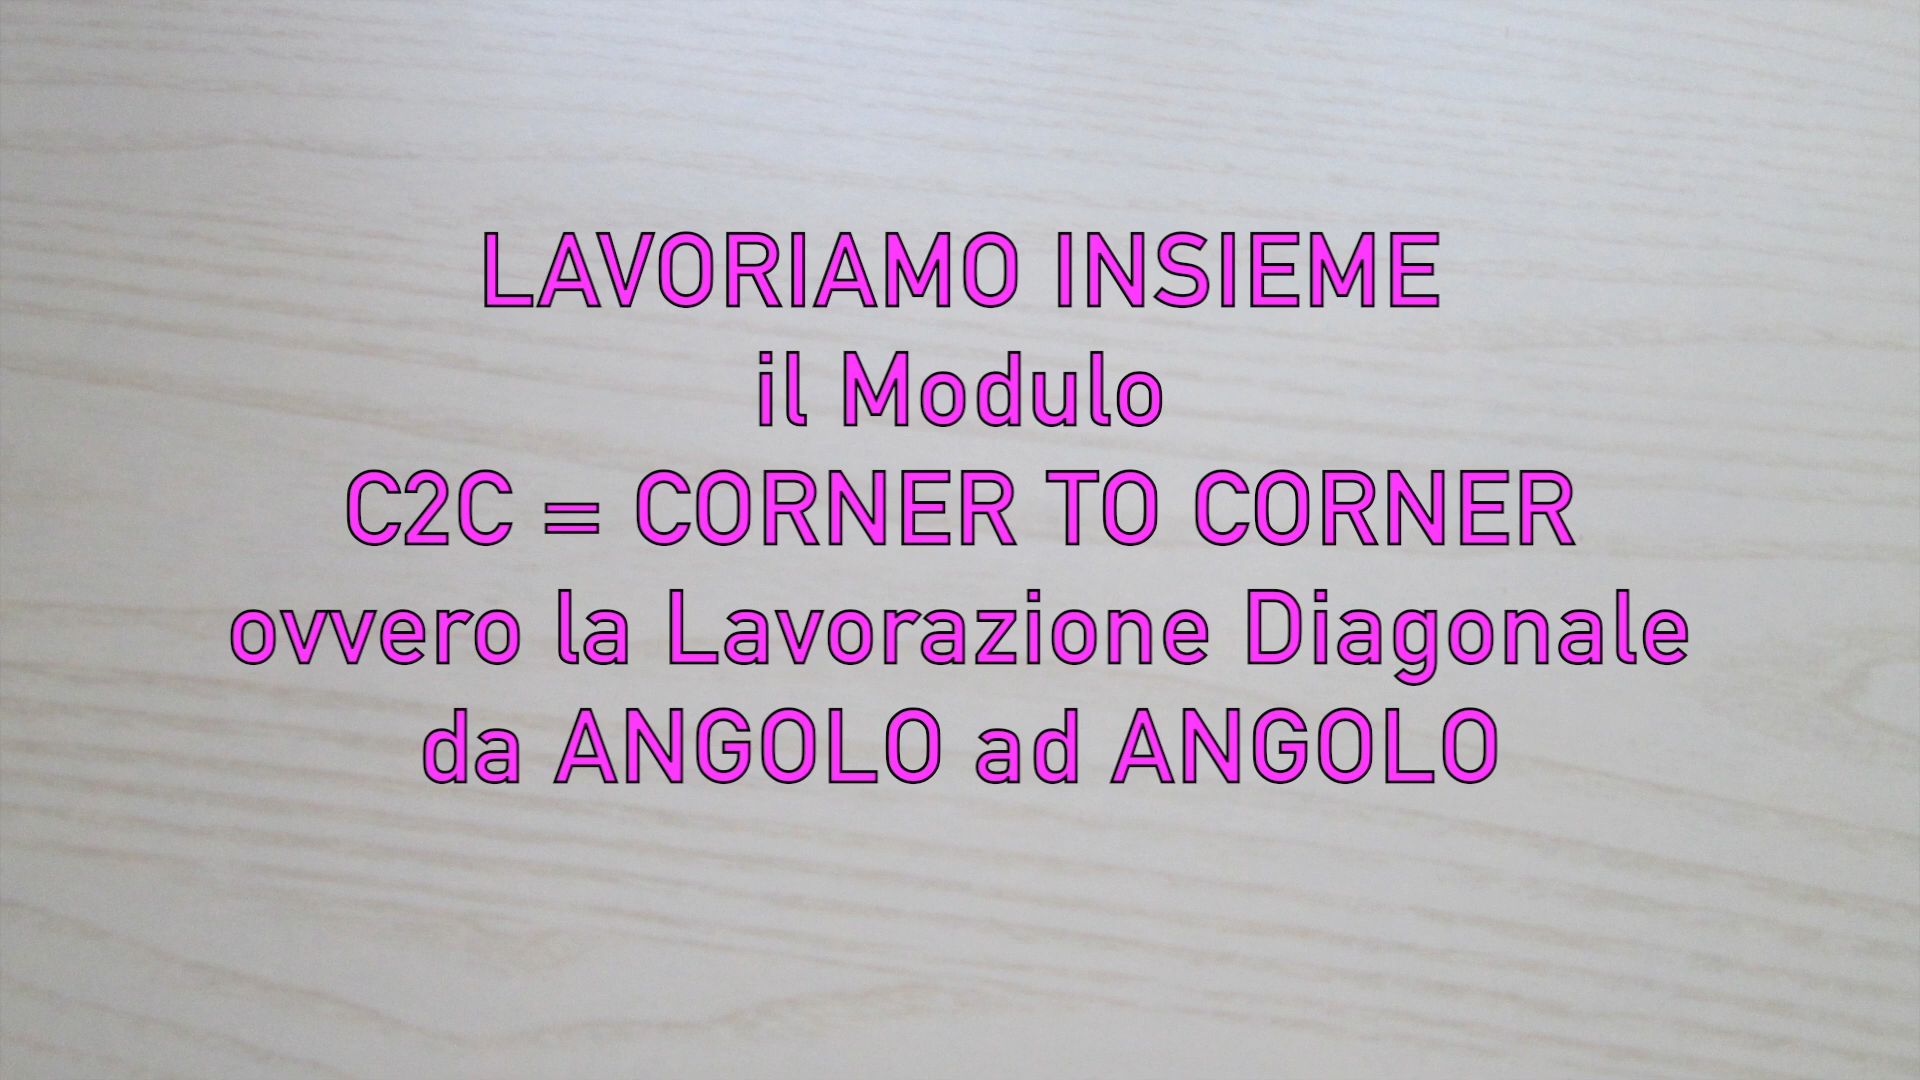 LAVORIAMO INSIEME
il Modulo
C2C = CORNER TO CORNER
ovvero la Lavorazione Diagonale
da ANGOLO ad ANGOLO